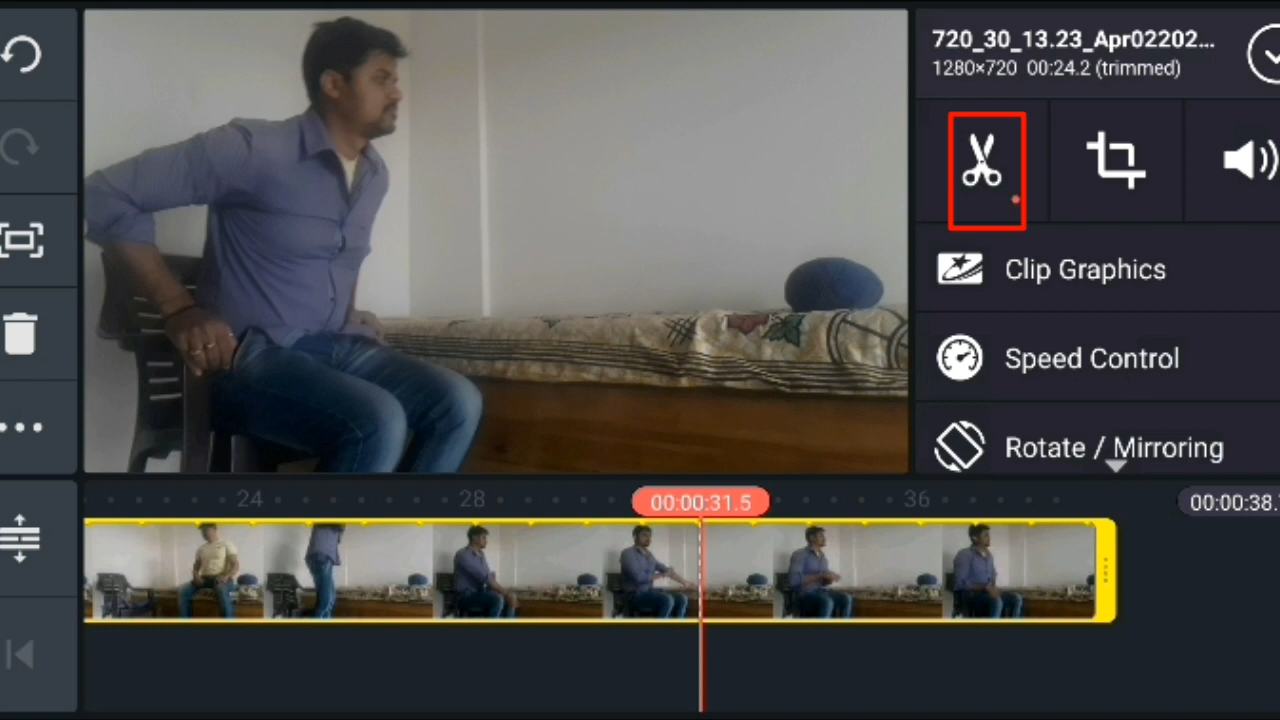 720_30_13.23_Apr02202...
1280×720 00:24.2 (trimmed)
Clip Graphics
Speed Control
Rotate / Mirroring
24
28
00:00:31.5
36
00:00:38.